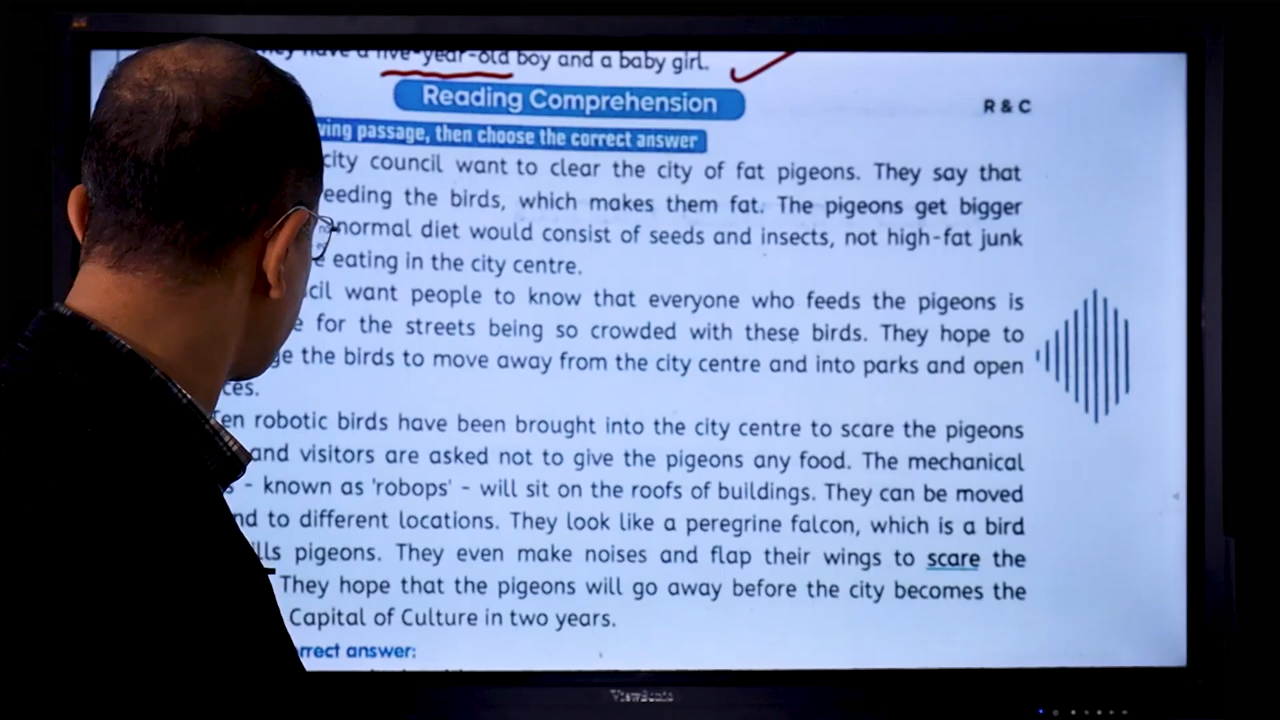 have a five-year-old boy and a baby girl.
Reading Comprehension
R & C
passage, then choose the correct answer
city council want to clear the city of fat pigeons. They say that
the birds, which makes them fat. The pigeons get bigger
normal diet would consist of seeds and insects, not high-fat junk
eating in the city centre.
want people to know that everyone who feeds the pigeons is
for the streets being so crowded with these birds. They hope to
the birds to move away from the city centre and into parks and open
robotic birds have been brought into the city centre to scare the pigeons
and visitors are asked not to give the pigeons any food. The mechanical
- known as 'robops' - will sit on the roofs of buildings. They can be moved
to different locations. They look like a peregrine falcon, which is a bird
pigeons. They even make noises and flap their wings to scare the
They hope that the pigeons will go away before the city becomes the
Capital of Culture in two years.
answer:
ViewSonic